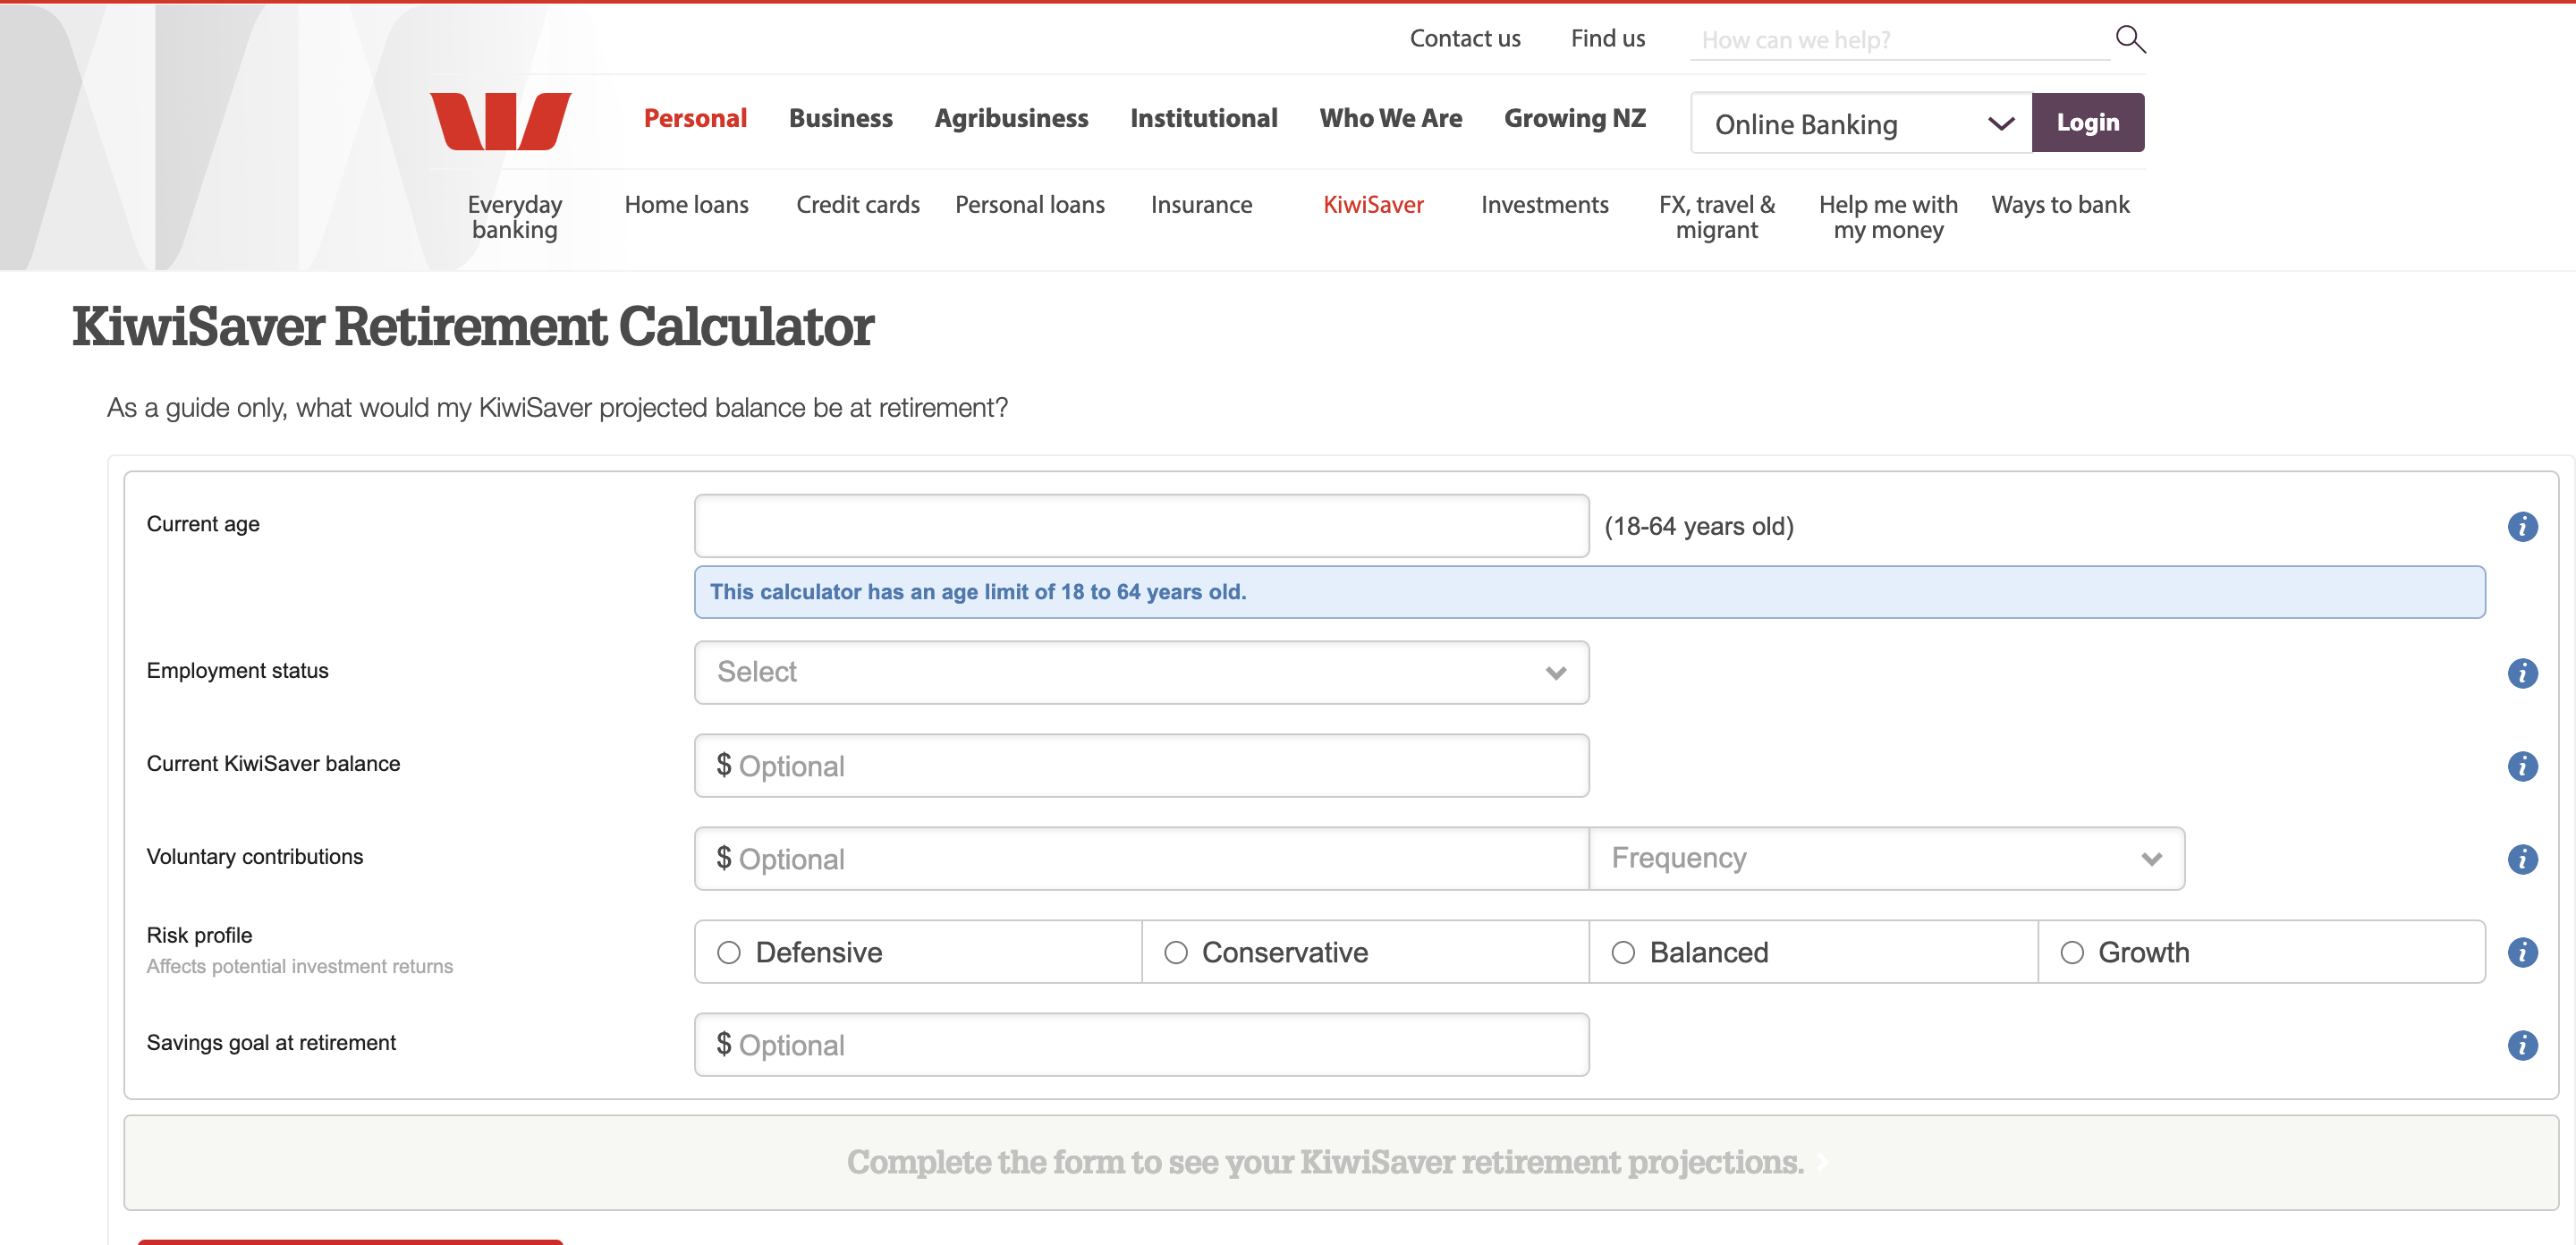 Contact us
Find us
How can we help?
Personal
Business
Agribusiness
Institutional
Who We Are
Growing NZ
Online Banking
Login
Everyday
banking
Home loans
Credit cards
Personal loans
Insurance
KiwiSaver
Investments
FX, travel &
migrant
Help me with
my money
Ways to bank
KiwiSaver Retirement Calculator
As a guide only, what would my KiwiSaver projected balance be at retirement?
Current age
(18-64 years old)
This calculator has an age limit of 18 to 64 years old.
Employment status
Select
Current KiwiSaver balance
$ Optional
Voluntary contributions
$ Optional
Frequency
Risk profile
Affects potential investment returns
Defensive
Conservative
Balanced
Growth
Savings goal at retirement
$ Optional
Complete the form to see your KiwiSaver retirement projections.